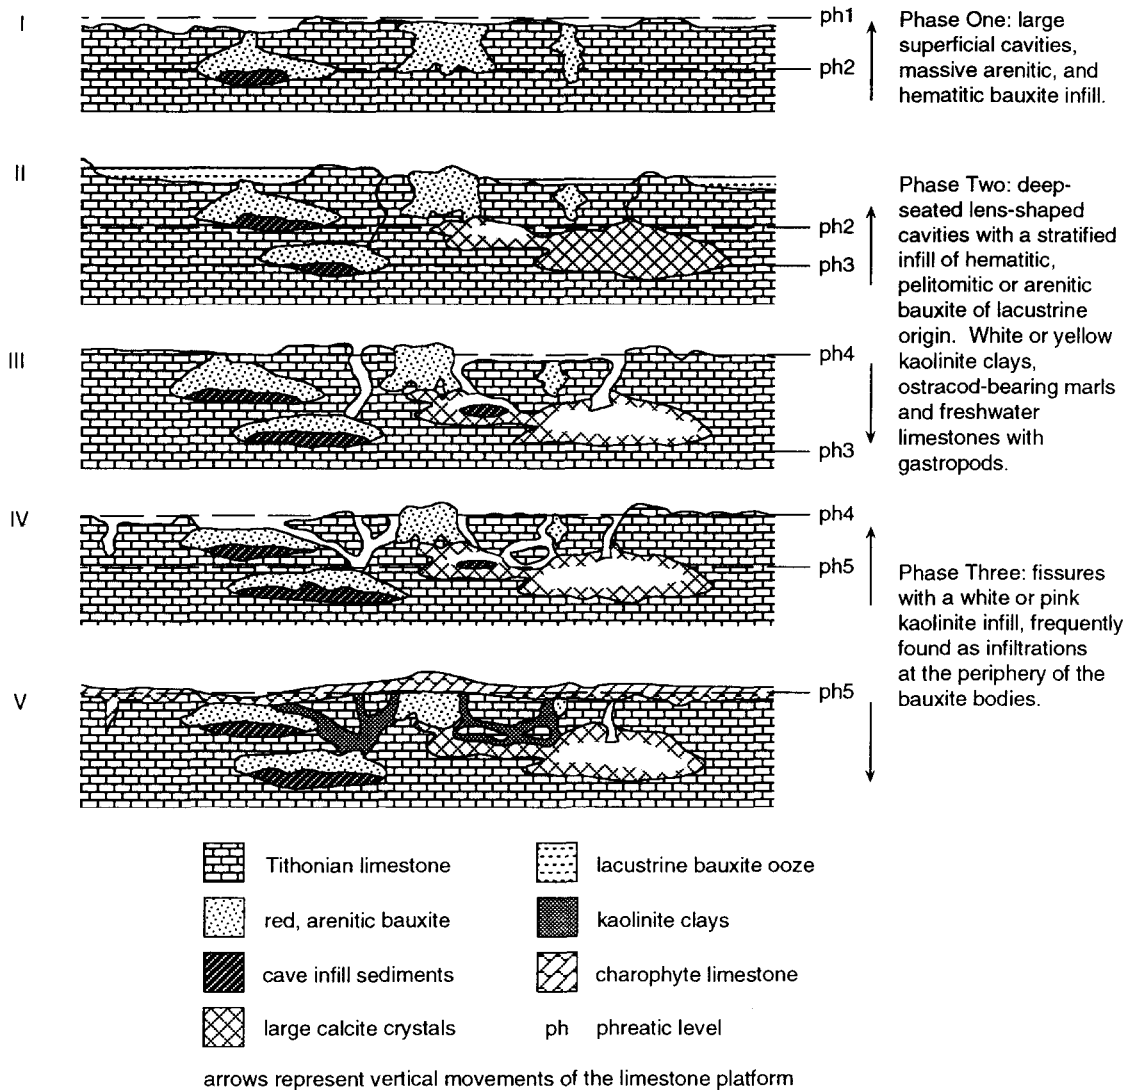 I
ph1
ph2
Phase One: large
superficial cavities,
massive arenitic, and
hematitic bauxite infill.
II
ph2
ph3
Phase Two: deep-
seated lens-shaped
cavities with a stratified
infill of hematitic,
pelitomitic or arenitic
bauxite of lacustrine
origin. White or yellow
kaolinite clays,
ostracod-bearing marls
and freshwater
limestones with
gastropods.
III
ph4
ph3
IV
ph4
ph5
Phase Three: fissures
with a white or pink
kaolinite infill, frequently
found as infiltrations
at the periphery of the
bauxite bodies.
V
ph5
Tithonian limestone
lacustrine bauxite ooze
red, arenitic bauxite
kaolinite clays
cave infill sediments
charophyte limestone
large calcite crystals
ph phreatic level
arrows represent vertical movements of the limestone platform